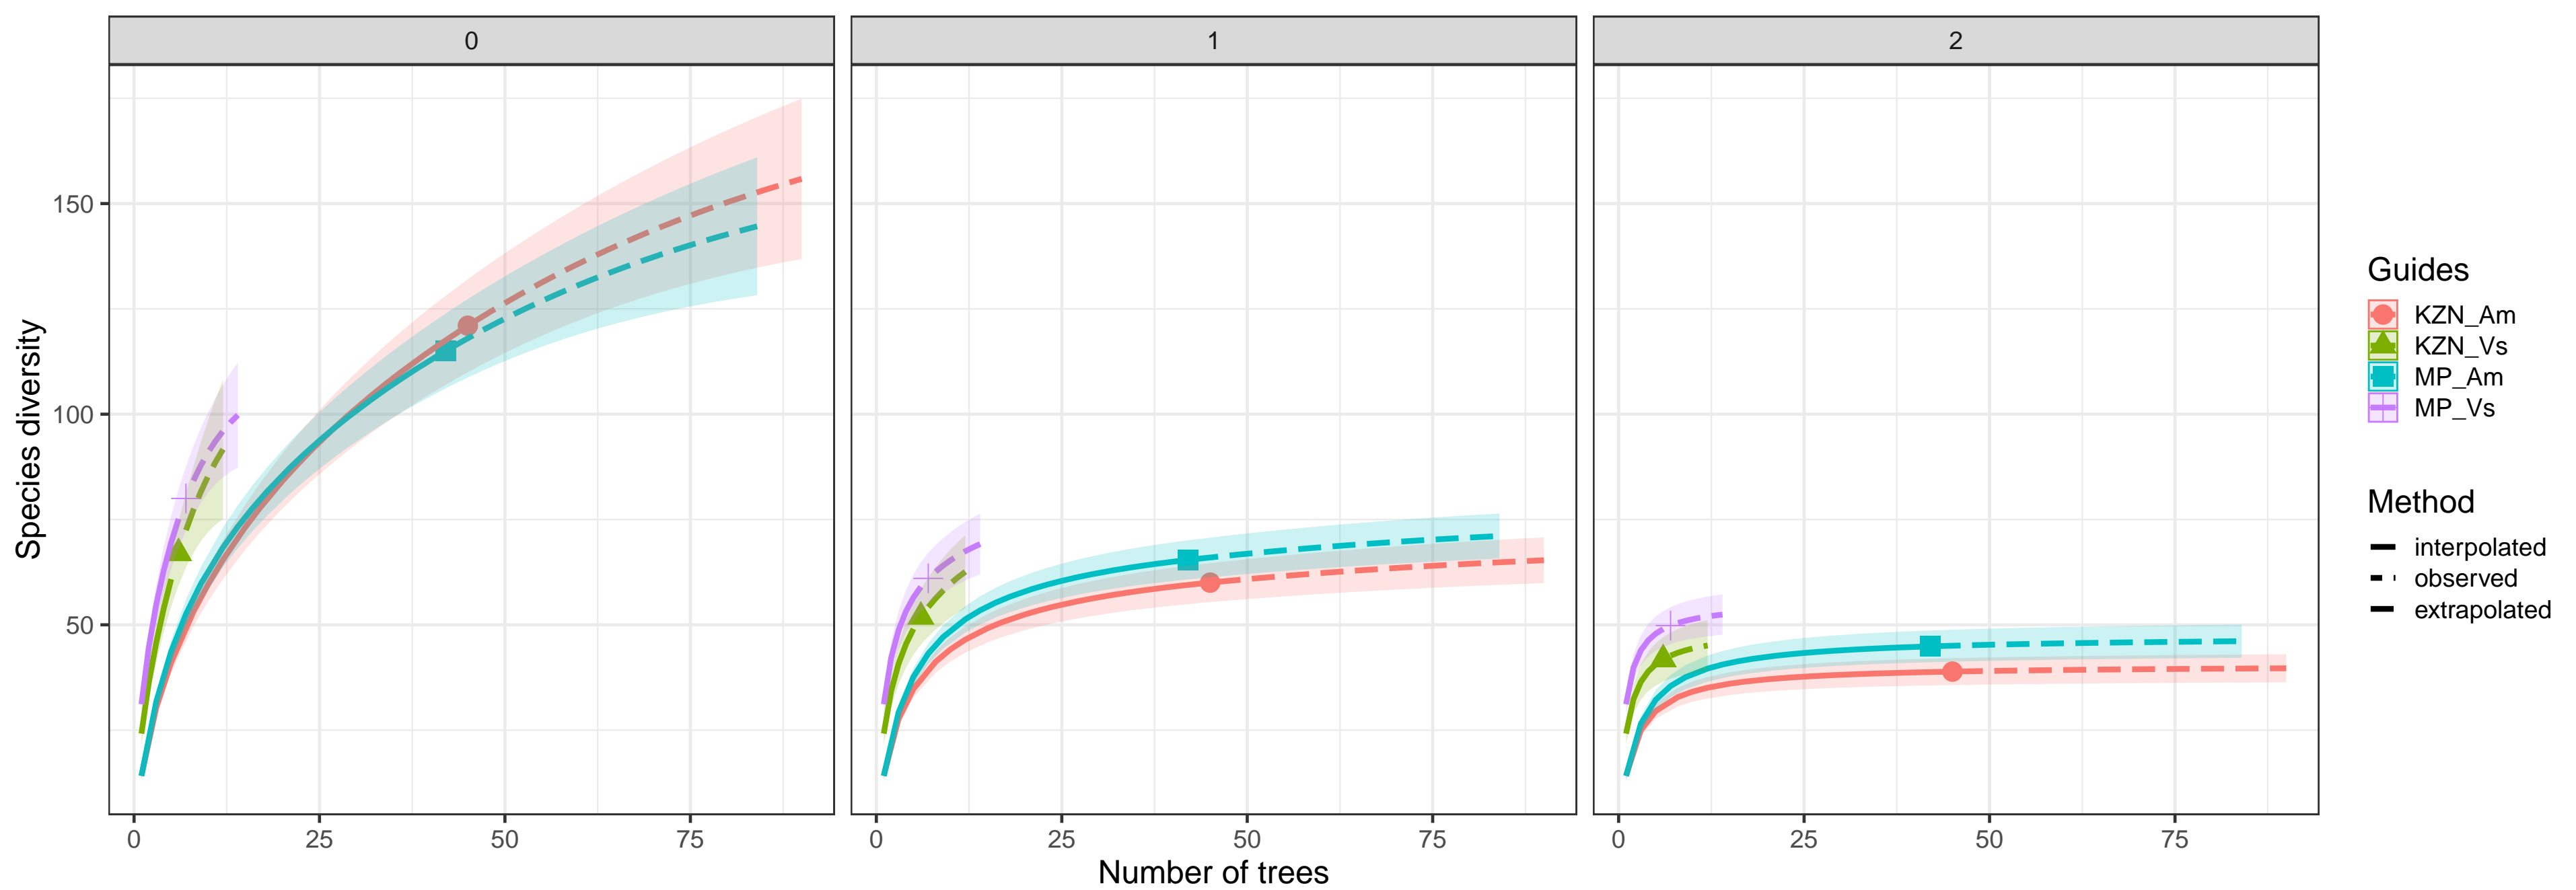 0
1
2
Species diversity
150
100
50
0
25
50
75
0
25
50
75
0
25
50
75
Number of trees
Guides
KZN_Am
KZN_Vs
MP_Am
MP_Vs
Method
interpolated
observed
extrapolated